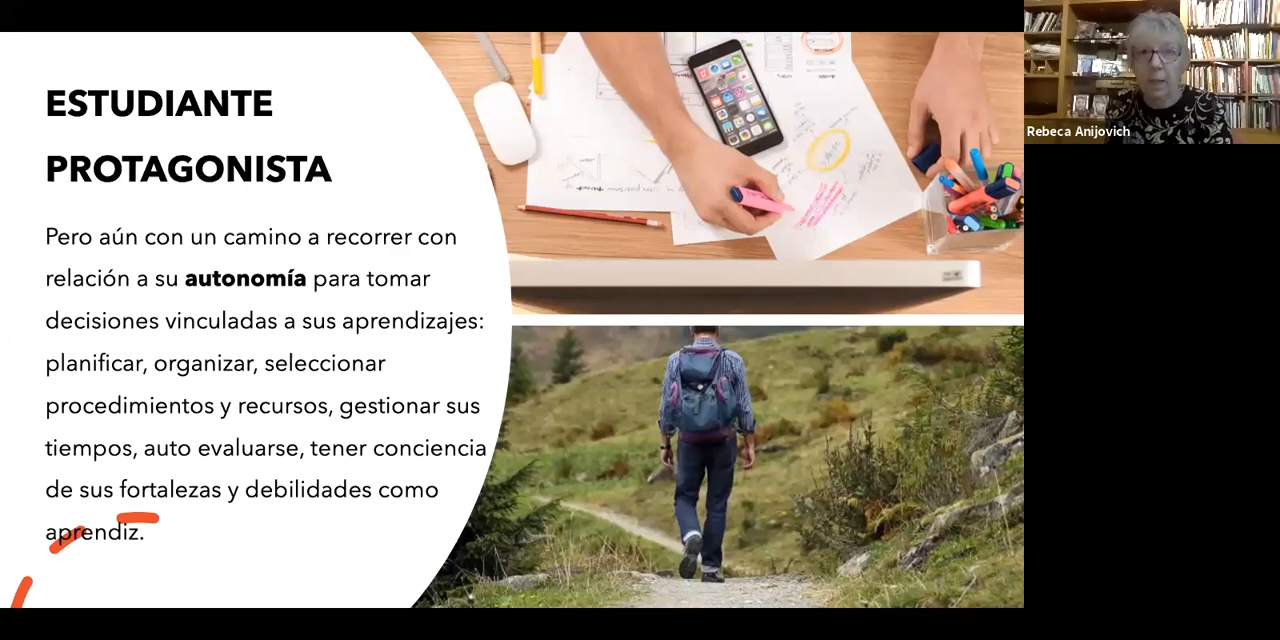 ESTUDIANTE
PROTAGONISTA
Pero aún con un camino a recorrer con
relación a su autonomía para tomar
decisiones vinculadas a sus aprendizajes:
planificar, organizar, seleccionar
procedimientos y recursos, gestionar sus
tiempos, auto evaluarse, tener conciencia
de sus fortalezas y debilidades como
aprendiz.
Rebeca Anijovich